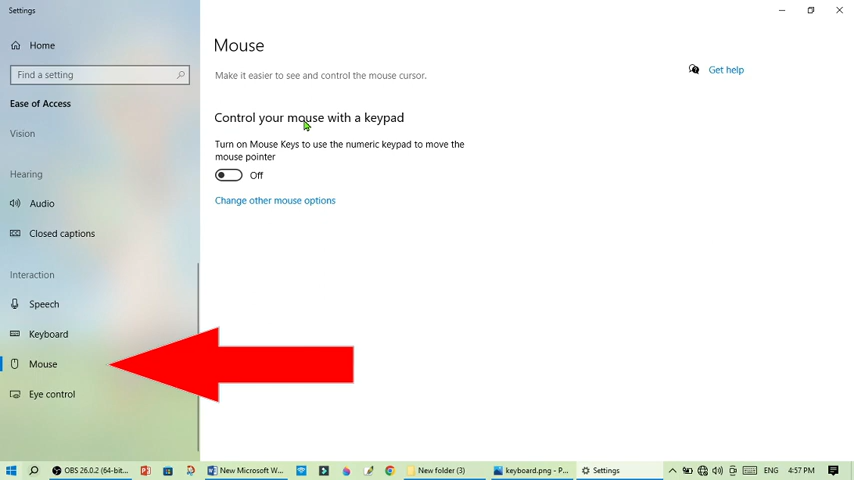 Settings
Home
Find a setting
Ease of Access
Vision
Hearing
Audio
Closed captions
Interaction
Speech
Keyboard
Mouse
Eye control
Mouse
Make it easier to see and control the mouse cursor.
Control your mouse with a keypad
Turn on Mouse Keys to use the numeric keypad to move the
mouse pointer
Off
Change other mouse options
Get help
OBS 26.0.2 (64-bit...
New Microsoft W...
New folder (3)
keyboard.png - P...
Settings
ENG
4:57 PM